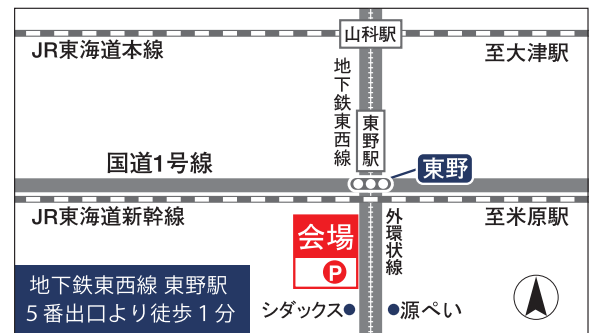 山科駅
JR東海道本線
至大津駅
地下鉄東西線
東野駅
国道1号線
東野
JR東海道新幹線
至米原駅
会場
P
外環状線
地下鉄東西線 東野駅
5番出口より徒歩1分
シダックス
源ぺい